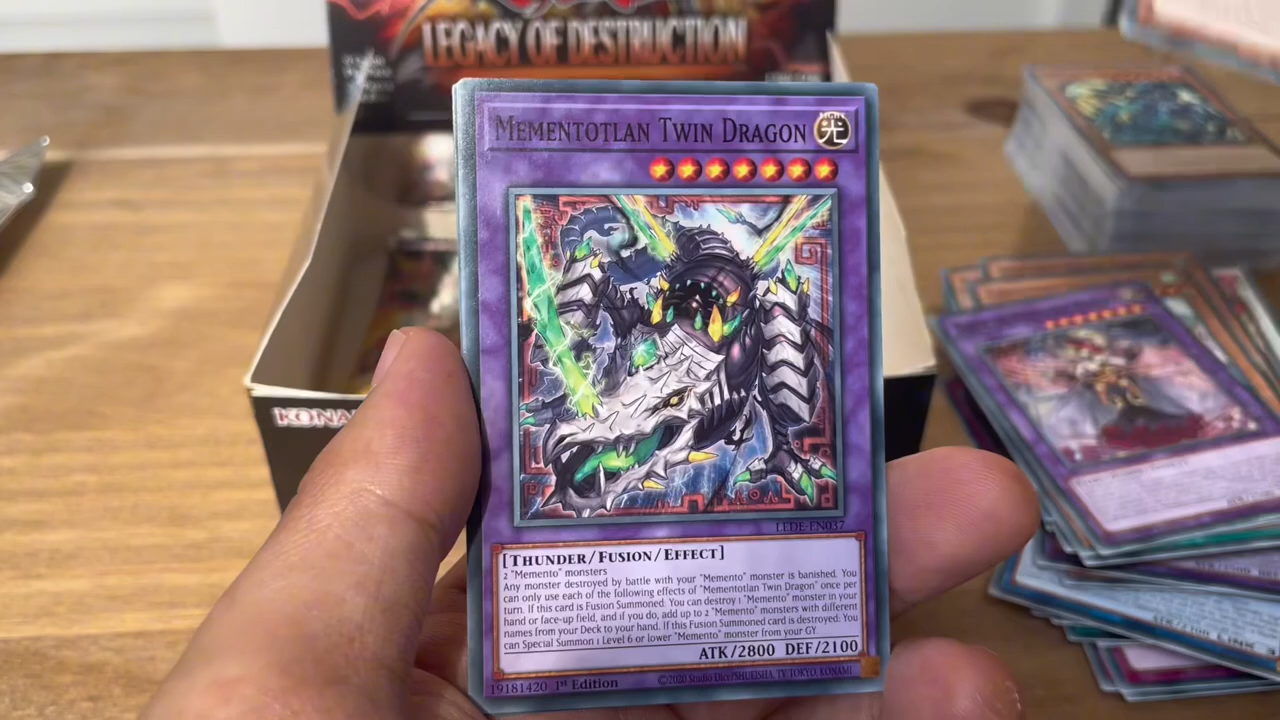 LEGACY OF DESTRUCTION
MEMENTOTLAN TWIN DRAGON
LIGHT
光
LEDE-EN037
[THUNDER/FUSION/EFFECT]
2 "Memento" monsters
Any monster destroyed by battle with your "Memento" monster is banished. You
can only use each of the following effects of "Mementotlan Twin Dragon" once per
turn. If this card is Fusion Summoned: You can destroy 1 "Memento" monster in your
hand or face-up field, and if you do, add up to 2 "Memento" monsters with different
names from your Deck to your hand. If this Fusion Summoned card is destroyed: You
can Special Summon 1 Level 6 or lower "Memento" monster from your GY.
ATK/2800 DEF/2100
19181420 1st Edition
©2020 Studio Dice/SHUEISHA, TV TOKYO, KONAMI
KONA